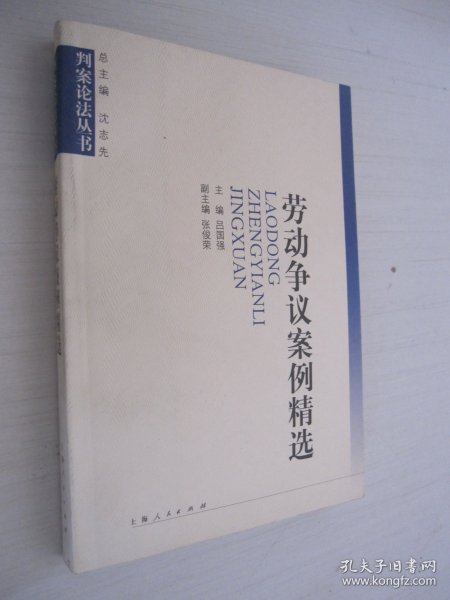 总主编 沈志先
判案论法丛书
劳动争议案例精选
LAODONG
ZHENGYIANLI
JINGXUAN
主 编 吕国强
副主编 张俊荣
上海人民出版社
孔夫子旧书网
www.kongfz.com